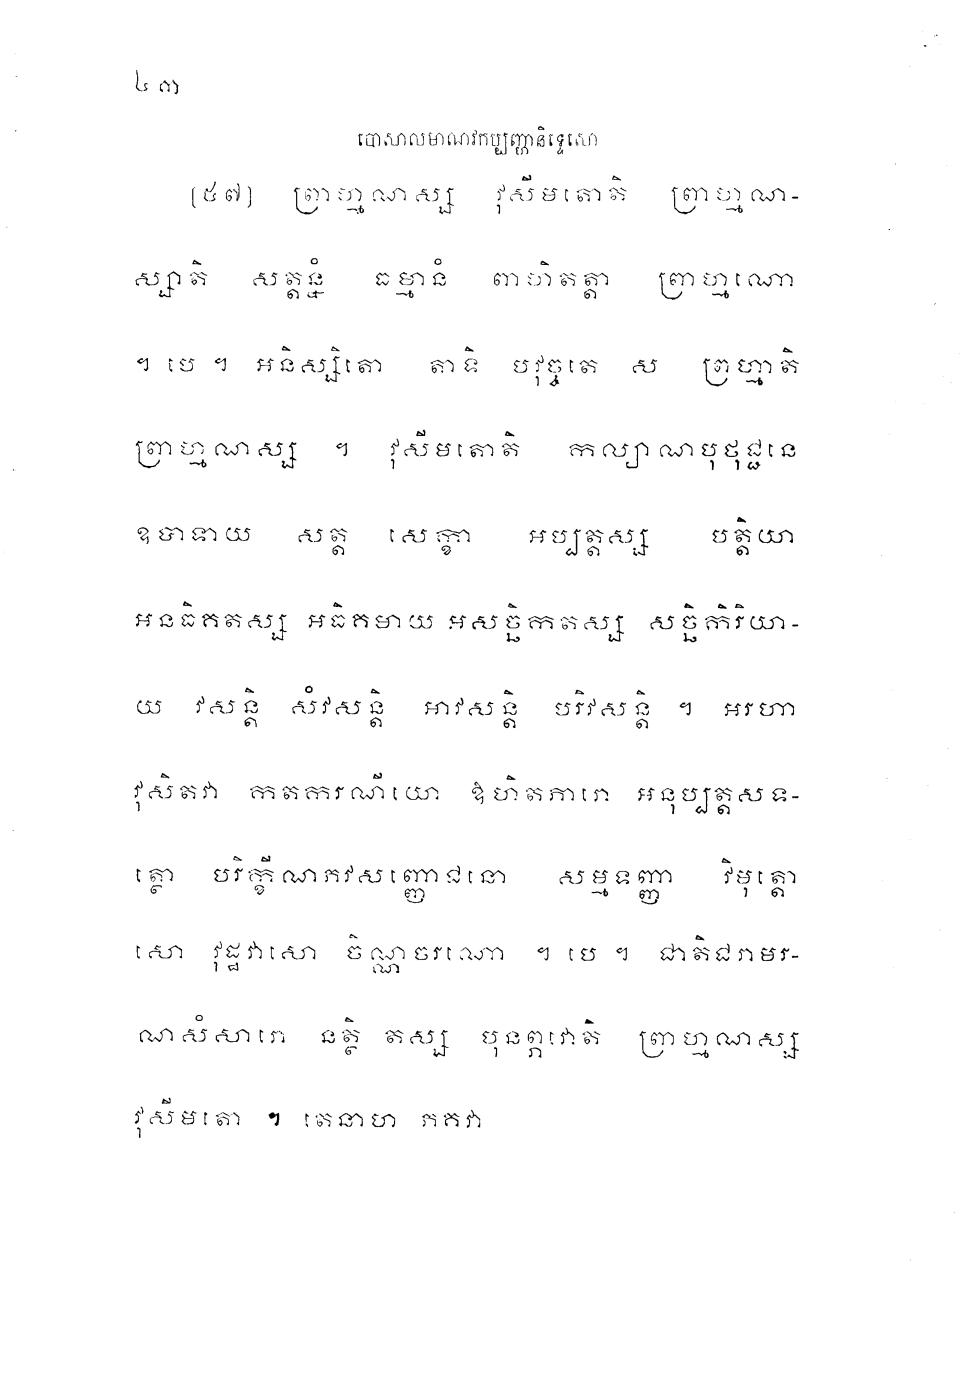 ៤៣
បោសាលមាណវកប្បញ្ហានិទ្ទេសោ
[៥៧] ព្រាហ្មណស្ស វុសីមតោតិ ព្រាហ្មណា-
ស្សាតិ សត្តន្នំ ធម្មានំ ពាហិតត្តា ព្រាហ្មណោ
។ បេ ។ អនិស្សិតោ តាទិ បវុច្ចតេ ស ព្រហ្មាតិ
ព្រាហ្មណស្ស ។ វុសីមតោតិ កល្យាណបុថុជ្ជនេ
ឧបាទាយ សត្ត សេក្ខា អប្បត្តស្ស បត្តិយា
អនធិគតស្ស អធិគមាយ អសច្ឆិកតស្ស សច្ឆិកិរិយា-
យ វសន្តិ សំវសន្តិ អាវសន្តិ បរិវសន្តិ ។ អរហា
វុសិតវា កតករណីយោ ឱហិតភារោ អនុប្បត្តសទ-
ត្ថោ បរិក្ខីណភវសញ្ញោជនោ សម្មទញ្ញា វិមុត្តោ
សោ វុដ្ឋវាសោ ចិណ្ណចរណោ ។ បេ ។ ជាតិជរាមរ-
ណសំសារោ នត្ថិ តស្ស បុនព្ភវោតិ ព្រាហ្មណស្ស
វុសីមតោ ។ តេនាហ ភគវា